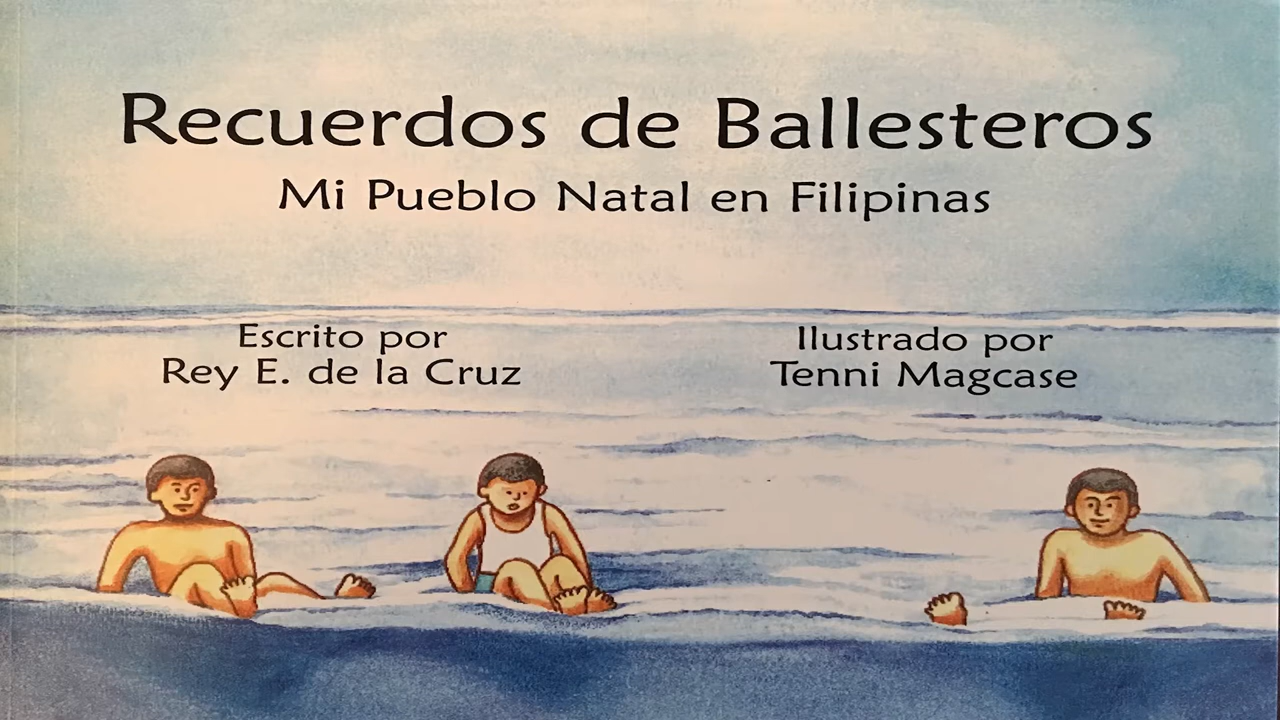 Recuerdos de Ballesteros
Mi Pueblo Natal en Filipinas
Escrito por
Rey E. de la Cruz
Ilustrado por
Tenni Magcase